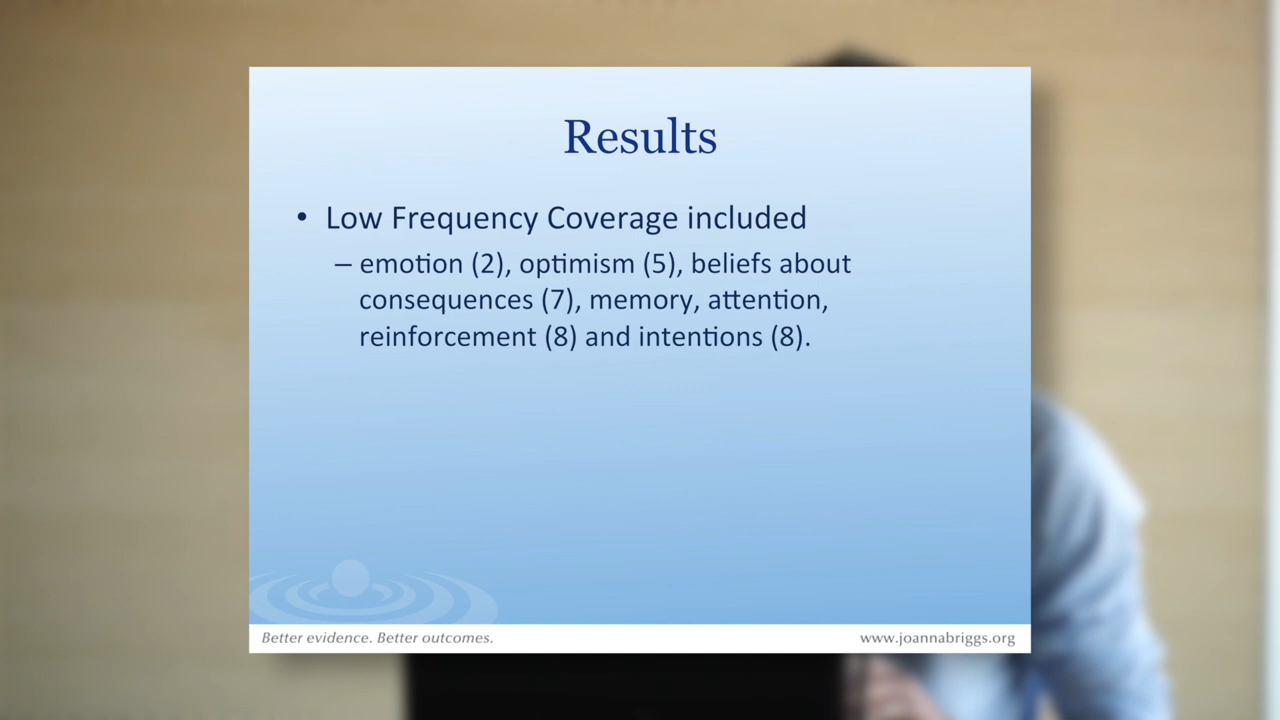 Results
• Low Frequency Coverage included
– emotion (2), optimism (5), beliefs about
consequences (7), memory, attention,
reinforcement (8) and intentions (8).
Better evidence. Better outcomes.
www.joannabriggs.org